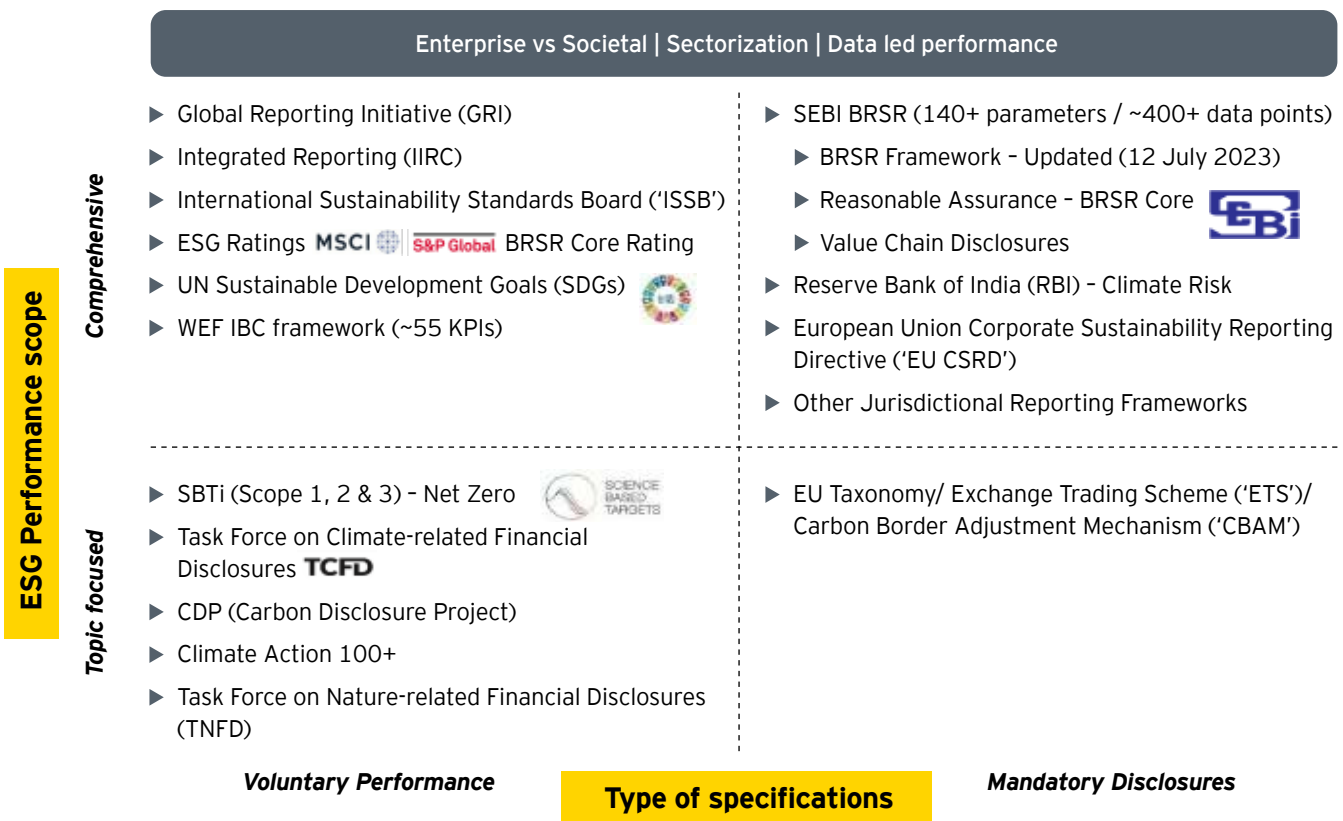 Enterprise vs Societal | Sectorization | Data led performance
ESG Performance scope
Comprehensive
Global Reporting Initiative (GRI)
Integrated Reporting (IIRC)
International Sustainability Standards Board (‘ISSB’)
ESG Ratings MSCI S&P Global BRSR Core Rating
UN Sustainable Development Goals (SDGs)
WEF IBC framework (~55 KPIs)
SEBI BRSR (140+ parameters / ~400+ data points)
BRSR Framework – Updated (12 July 2023)
Reasonable Assurance – BRSR Core
SEBI
Value Chain Disclosures
Reserve Bank of India (RBI) – Climate Risk
European Union Corporate Sustainability Reporting
Directive (‘EU CSRD’)
Other Jurisdictional Reporting Frameworks
Topic focused
SBTi (Scope 1, 2 & 3) – Net Zero
SCIENCE
BASED
TARGETS
Task Force on Climate-related Financial
Disclosures TCFD
CDP (Carbon Disclosure Project)
Climate Action 100+
Task Force on Nature-related Financial Disclosures
(TNFD)
EU Taxonomy/ Exchange Trading Scheme (‘ETS’)/
Carbon Border Adjustment Mechanism (‘CBAM’)
Voluntary Performance
Type of specifications
Mandatory Disclosures